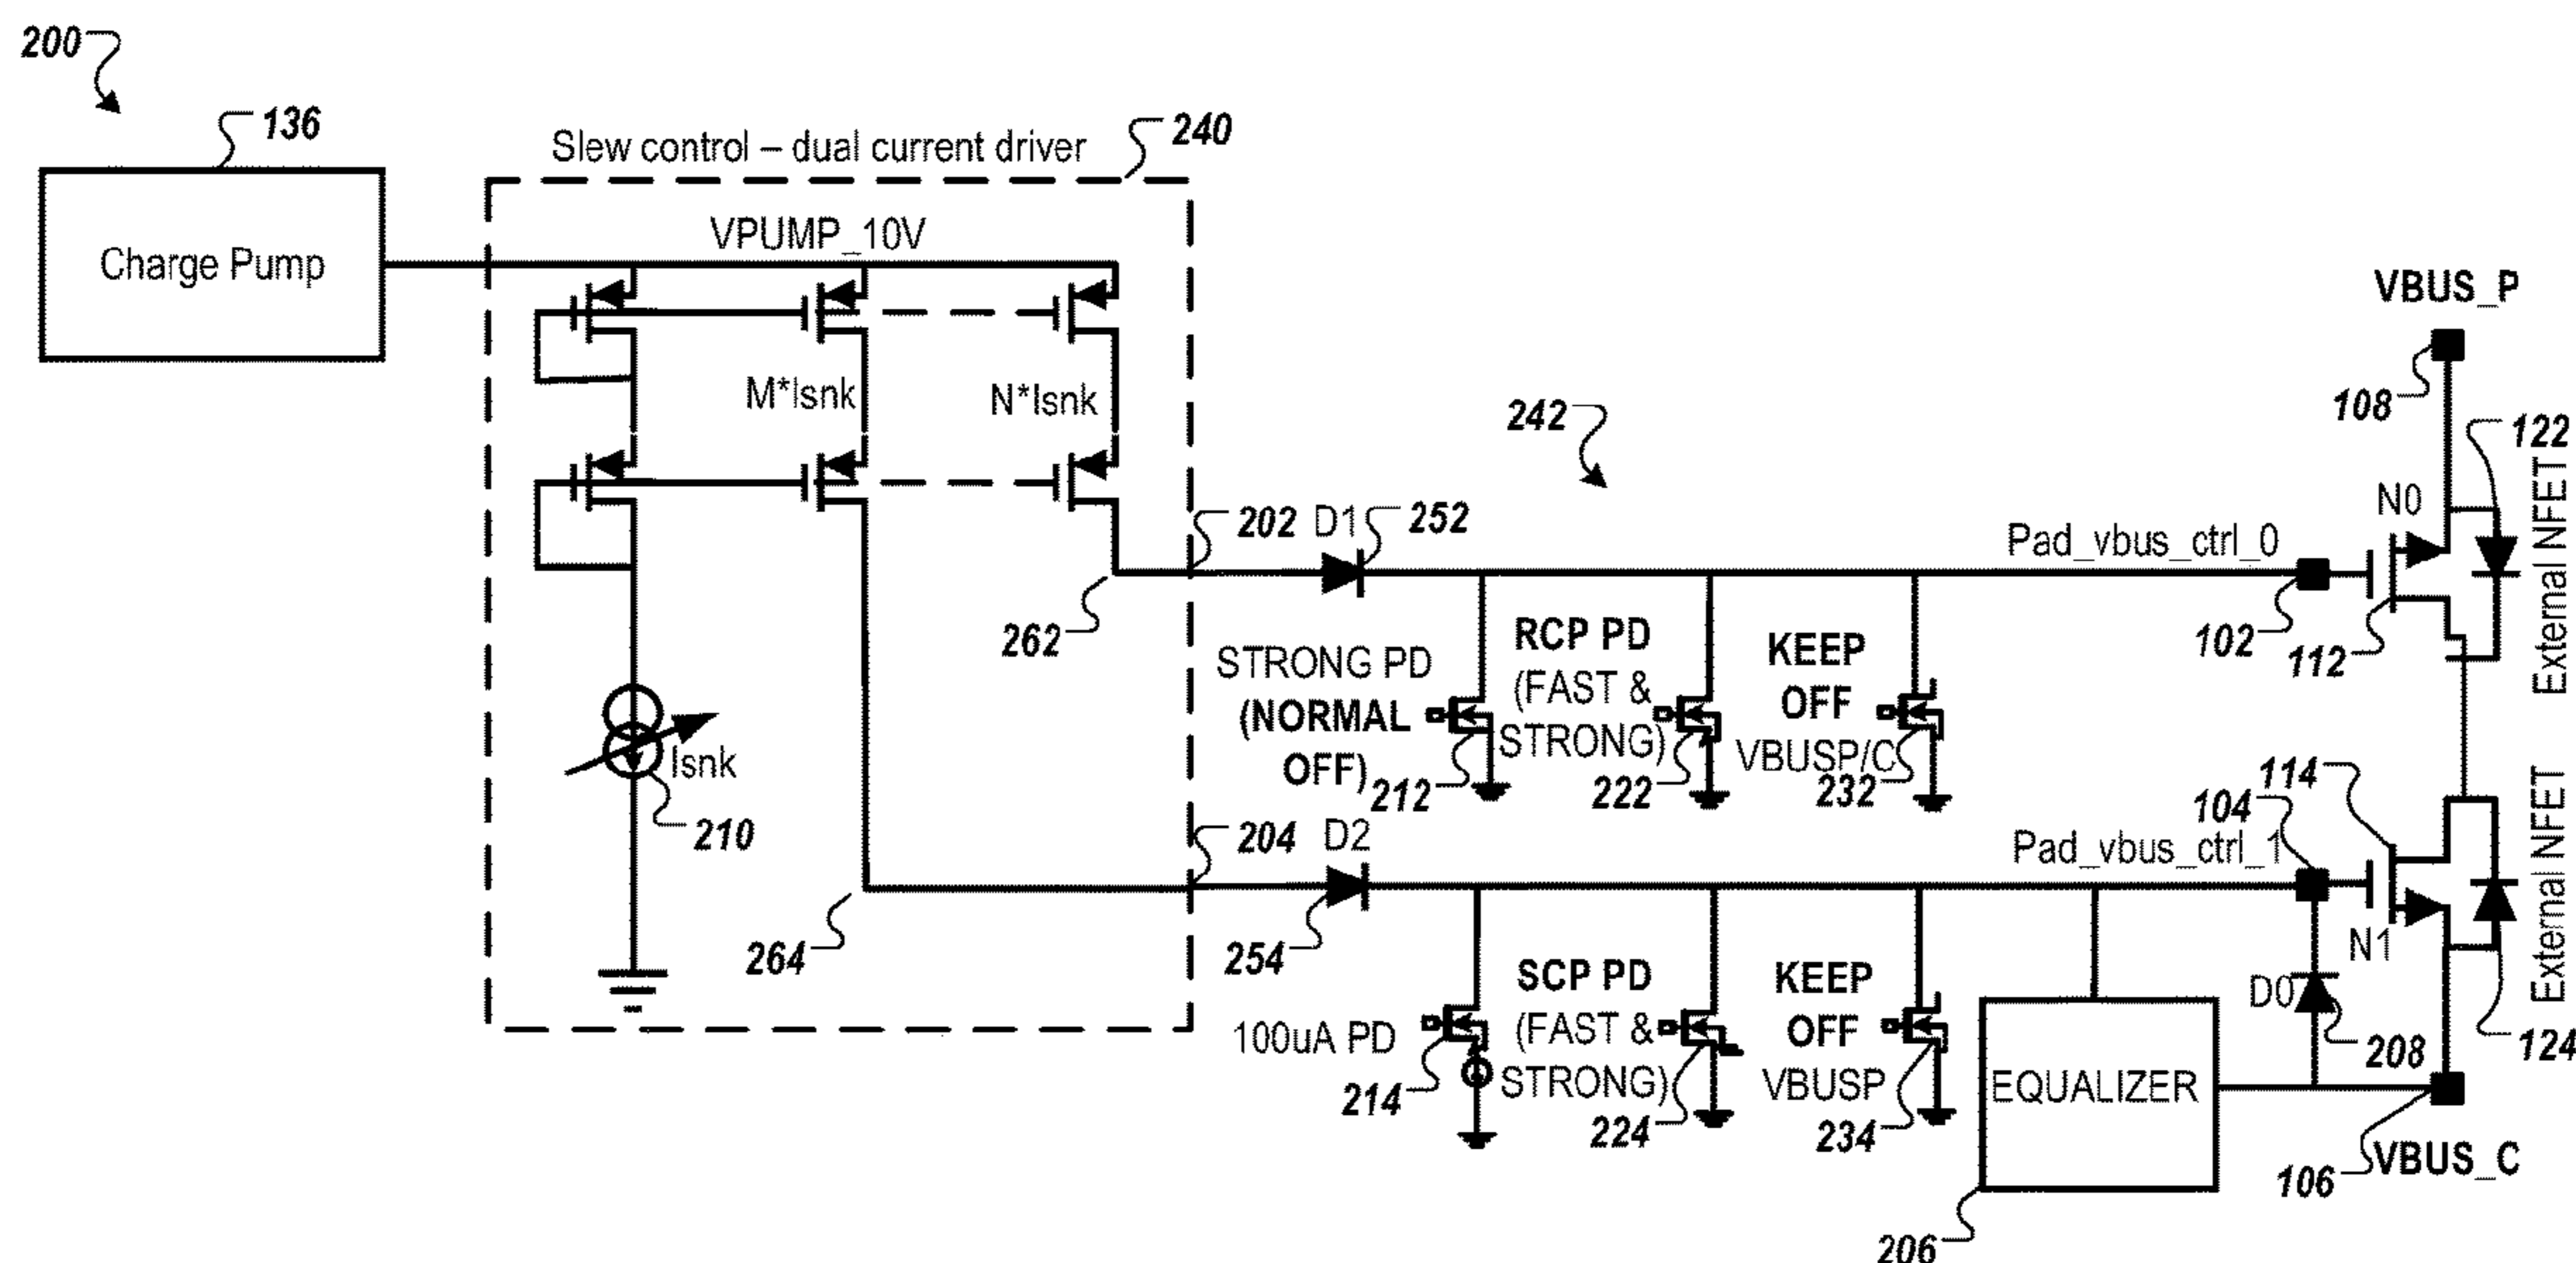 200
136
Slew control – dual current driver
240
VPUMP_10V
Charge Pump
VBUS_P
108
M*Isnk
N*Isnk
242
122
External NFET
N0
202
D1
252
Pad_vbus_ctrl_0
262
102
112
STRONG PD
(NORMAL
OFF)
212
RCP PD
(FAST &
STRONG)
222
KEEP
OFF
VBUSP/C
232
Isnk
210
104
114
External NFET
204
D2
Pad_vbus_ctrl_1
264
254
N1
100uA PD
214
SCP PD
(FAST &
STRONG)
224
KEEP
OFF
VBUSP
234
D0
208
124
EQUALIZER
106
VBUS_C
206